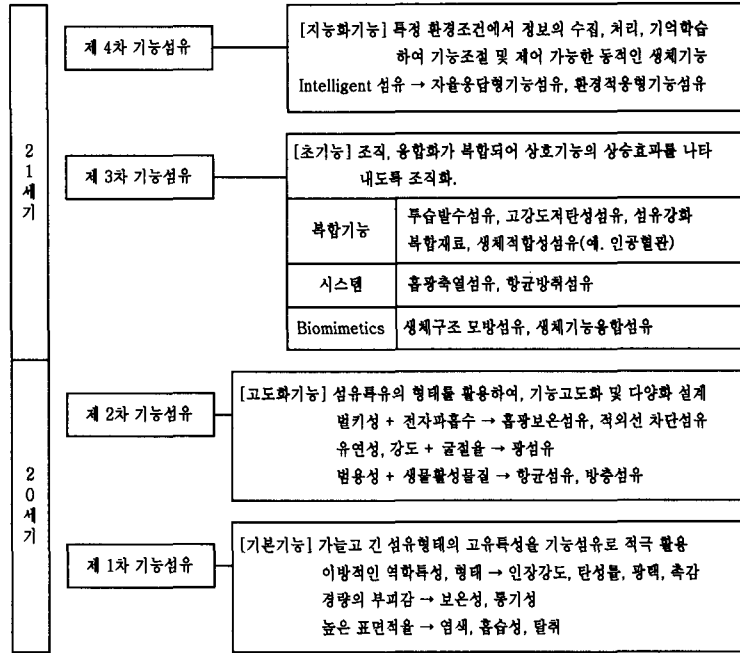 21세기
제 4차 기능섬유
[지능화기능] 특정 환경조건에서 정보의 수집, 처리, 기억학습
하여 기능조절 및 제어 가능한 동적인 생체기능
Intelligent 섬유 → 자율응답형기능섬유, 환경적응형기능섬유
제 3차 기능섬유
[초기능] 조직, 융합화가 복합되어 상호기능의 상승효과를 나타
내도록 조직화.
복합기능
투습발수섬유, 고강도저탄성섬유, 섬유강화
복합재료, 생체적합성섬유(예. 인공혈관)
시스템
흡광축열섬유, 항균방취섬유
Biomimetics
생체구조 모방섬유, 생체기능융합섬유
20세기
제 2차 기능섬유
[고도화기능] 섬유특유의 형태를 활용하여, 기능고도화 및 다양화 설계
벌키성 + 전자파흡수 → 흡광보온섬유, 적외선 차단섬유
유연성, 강도 + 굴절율 → 광섬유
범용성 + 생물활성물질 → 항균섬유, 방충섬유
제 1차 기능섬유
[기본기능] 가늘고 긴 섬유형태의 고유특성을 기능섬유로 적극 활용
이방적인 역학특성, 형태 → 인장강도, 탄성률, 광택, 촉감
경량의 부피감 → 보온성, 통기성
높은 표면적율 → 염색, 흡습성, 탈취